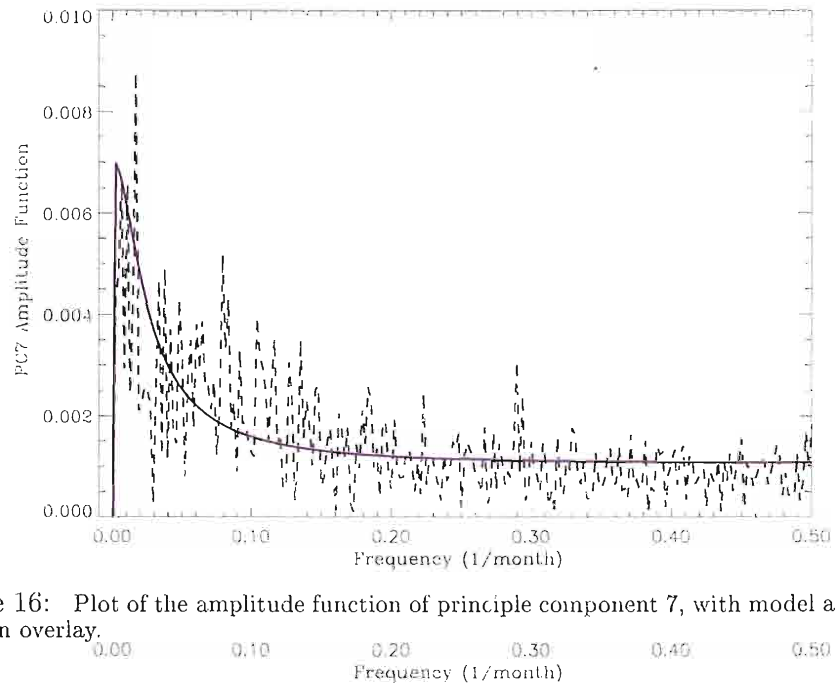 0.010
0.008
0.006
0.004
0.002
0.000
PC7 Amplitude Function
0.00 0.10 0.20 0.30 0.40 0.50
Frequency (1/month)
e 16: Plot of the amplitude function of principle component 7, with model a
n overlay.
0.00 0.10 0.20 0.30 0.40 0.50
Frequency (1/month)